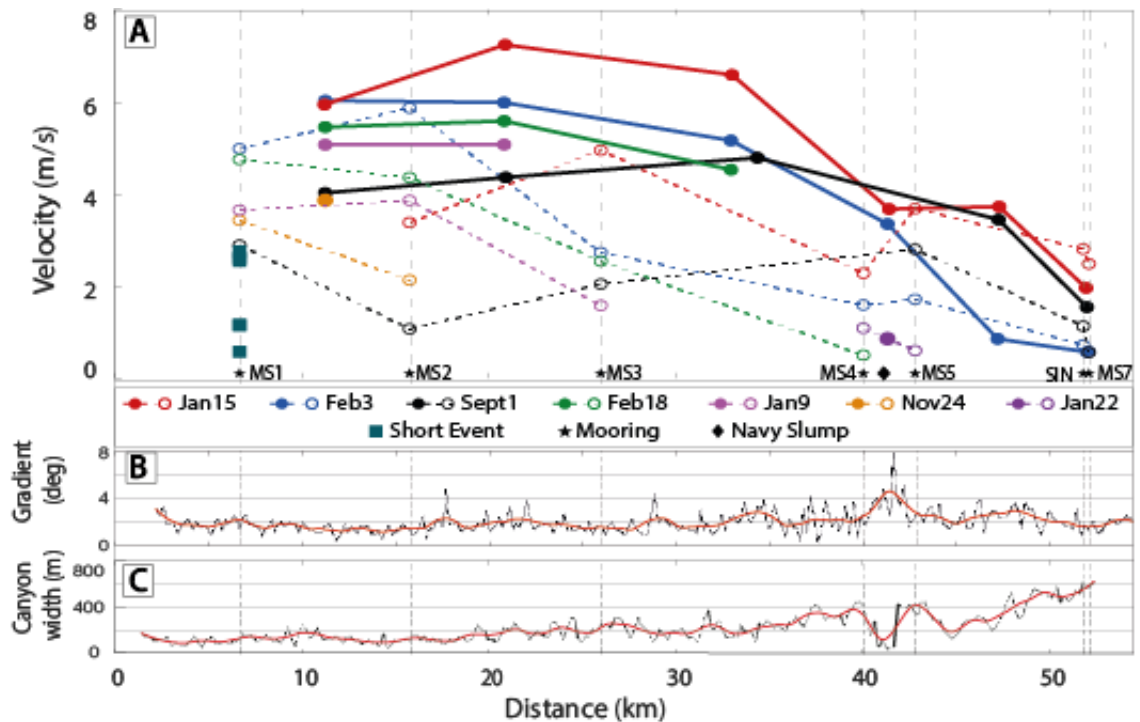 A
8
6
4
2
0
Velocity (m/s)
MS1 MS2 MS3 MS4 MS5 SIN MS7
Jan15 Feb3 Sept1 Feb18 Jan9 Nov24 Jan22
Short Event Mooring Navy Slump
B
8
4
0
Gradient
(deg)
C
800
400
0
Canyon
width (m)
0 10 20 30 40 50
Distance (km)